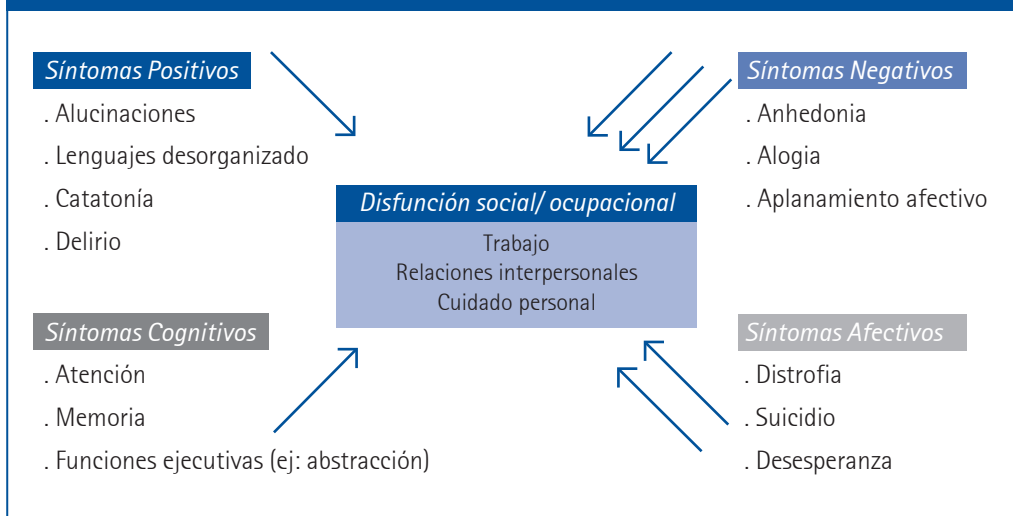 Síntomas Positivos
. Alucinaciones
. Lenguajes desorganizado
. Catatonía
. Delirio
Síntomas Negativos
. Anhedonia
. Alogia
. Aplanamiento afectivo
Disfunción social/ ocupacional
Trabajo
Relaciones interpersonales
Cuidado personal
Síntomas Cognitivos
. Atención
. Memoria
. Funciones ejecutivas (ej: abstracción)
Síntomas Afectivos
. Distrofia
. Suicidio
. Desesperanza